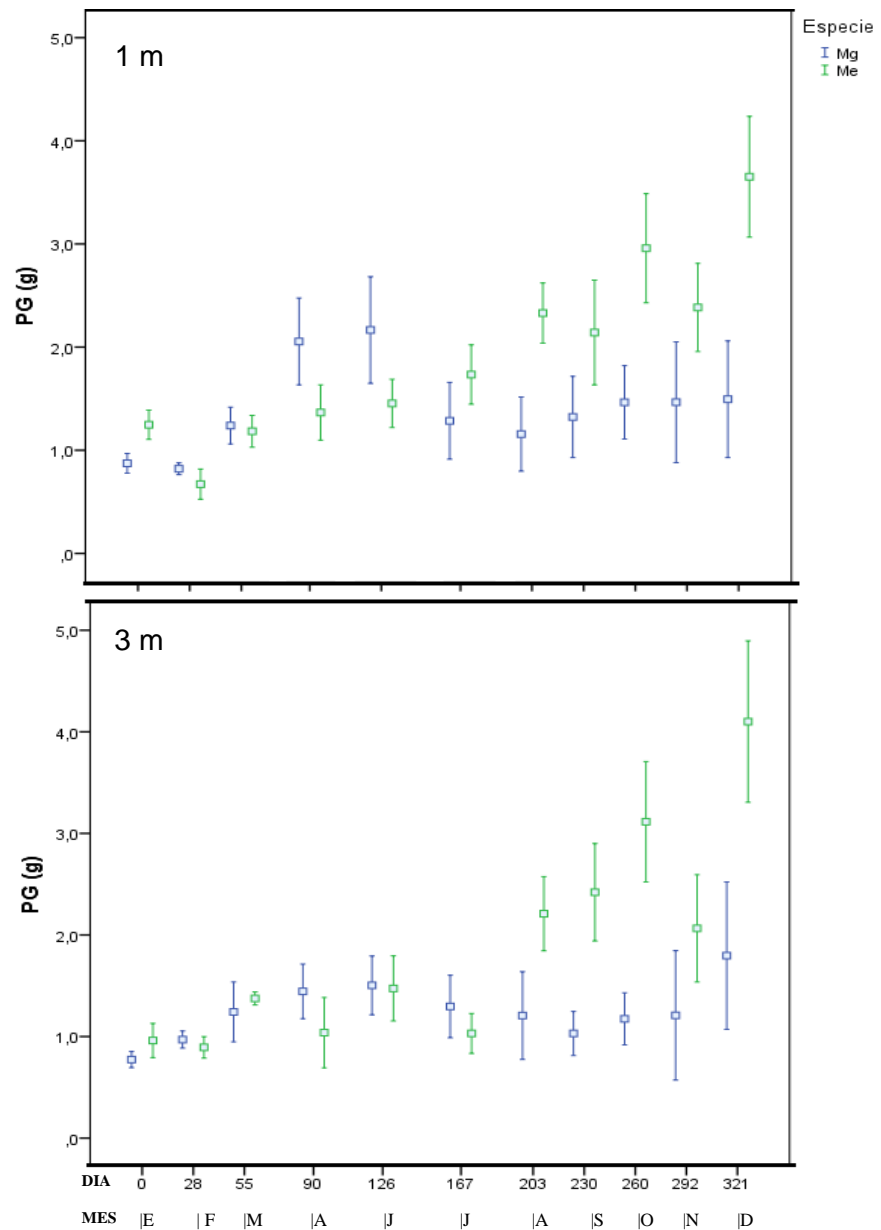 Especie
Mg
Me
1 m
5,0
4,0
3,0
2,0
1,0
,0
PG (g)
3 m
5,0
4,0
3,0
2,0
1,0
,0
PG (g)
DIA 0 28 55 90 126 167 203 230 260 292 321
MES |E | F |M |A |J |J |A |S |O |N |D